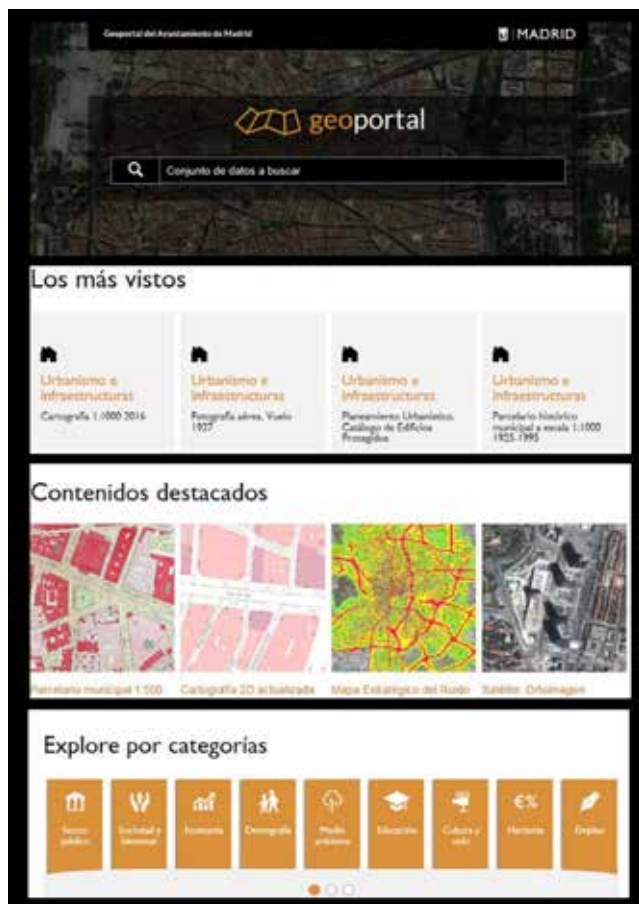 Geoportal del Ayuntamiento de Madrid
MADRID
geoportal
Conjunto de datos a buscar
Los más vistos
Urbanismo e
Infraestructuras
Cartografía 1:1000 2016
Urbanismo e
Infraestructuras
Fotografía aérea. Vuelo
1927
Urbanismo e
Infraestructuras
Planeamiento Urbanístico.
Catálogo de Edificios
Protegidos
Urbanismo e
Infraestructuras
Parcelario histórico
municipal a escala 1:1000
1925-1995
Contenidos destacados
Parcelario municipal 1:500
Cartografía 2D actualizada
Mapa Estratégico del Ruido
Satélite. Ortoimagen
Explore por categorías
Sector
público
Sociedad y
bienestar
Economía
Demografía
Medio
ambiente
Educación
Cultura y
ocio
€%
Hacienda
Empleo